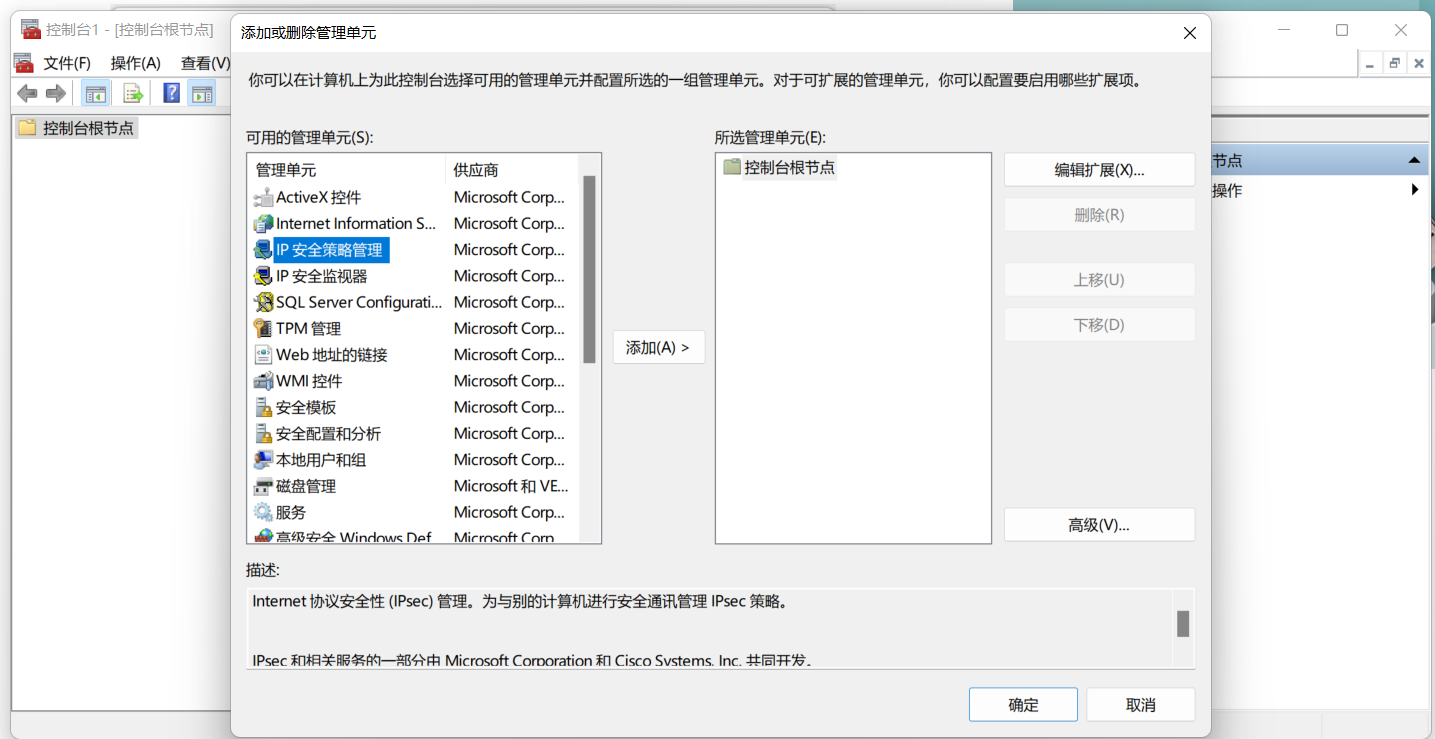 控制台1 - [控制台根节点]
文件(F) 操作(A) 查看(V)
控制台根节点
添加或删除管理单元
你可以在计算机上为此控制台选择可用的管理单元并配置所选的一组管理单元。对于可扩展的管理单元，你可以配置要启用哪些扩展项。
可用的管理单元(S):
管理单元 供应商
ActiveX 控件 Microsoft Corp...
Internet Information S... Microsoft Corp...
IP 安全策略管理 Microsoft Corp...
IP 安全监视器 Microsoft Corp...
SQL Server Configurati... Microsoft Corp...
TPM 管理 Microsoft Corp...
Web 地址的链接 Microsoft Corp...
WMI 控件 Microsoft Corp...
安全模板 Microsoft Corp...
安全配置和分析 Microsoft Corp...
本地用户和组 Microsoft Corp...
磁盘管理 Microsoft 和 VE...
服务 Microsoft Corp...
高级安全 Windows Def Microsoft Corp
添加(A) >
所选管理单元(E):
控制台根节点
编辑扩展(X)...
删除(R)
上移(U)
下移(D)
高级(V)...
描述:
Internet 协议安全性 (IPsec) 管理。为与别的计算机进行安全通讯管理 IPsec 策略。
IPsec 和相关服务的一部分由 Microsoft Corporation 和 Cisco Systems, Inc. 共同开发。
确定 取消
节点
操作